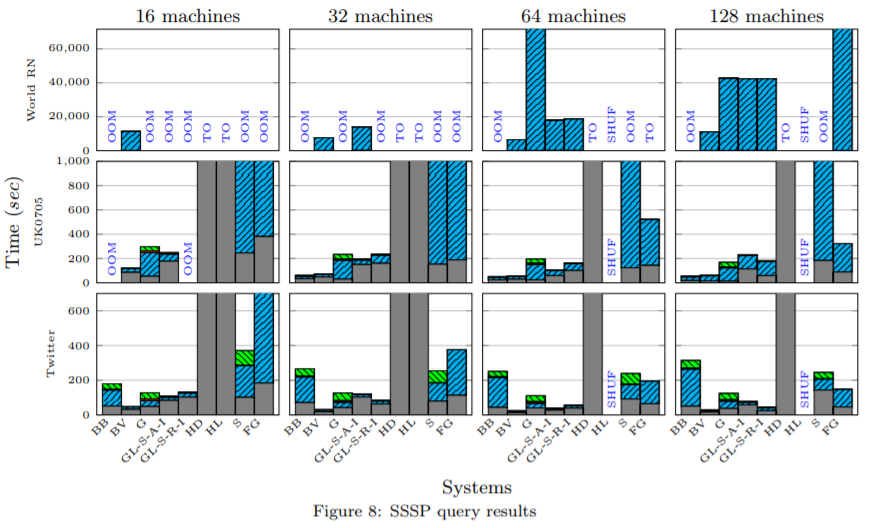 16 machines 32 machines 64 machines 128 machines
World RN
60,000
40,000
20,000
0
OOM OOM OOM OOM TO TO OOM OOM
OOM OOM OOM TO TO OOM OOM
OOM TO SHUF OOM TO
OOM TO SHUF OOM
Time (sec)
UK0705
1,000
800
600
400
200
0
OOM OOM
SHUF
SHUF
Twitter
600
400
200
0
SHUF
SHUF
BB BV G GL-S-A-I GL-S-R-I HD HL S FG
BB BV G GL-S-A-I GL-S-R-I HD HL S FG
BB BV G GL-S-A-I GL-S-R-I HD HL S FG
BB BV G GL-S-A-I GL-S-R-I HD HL S FG
Systems
Figure 8: SSSP query results